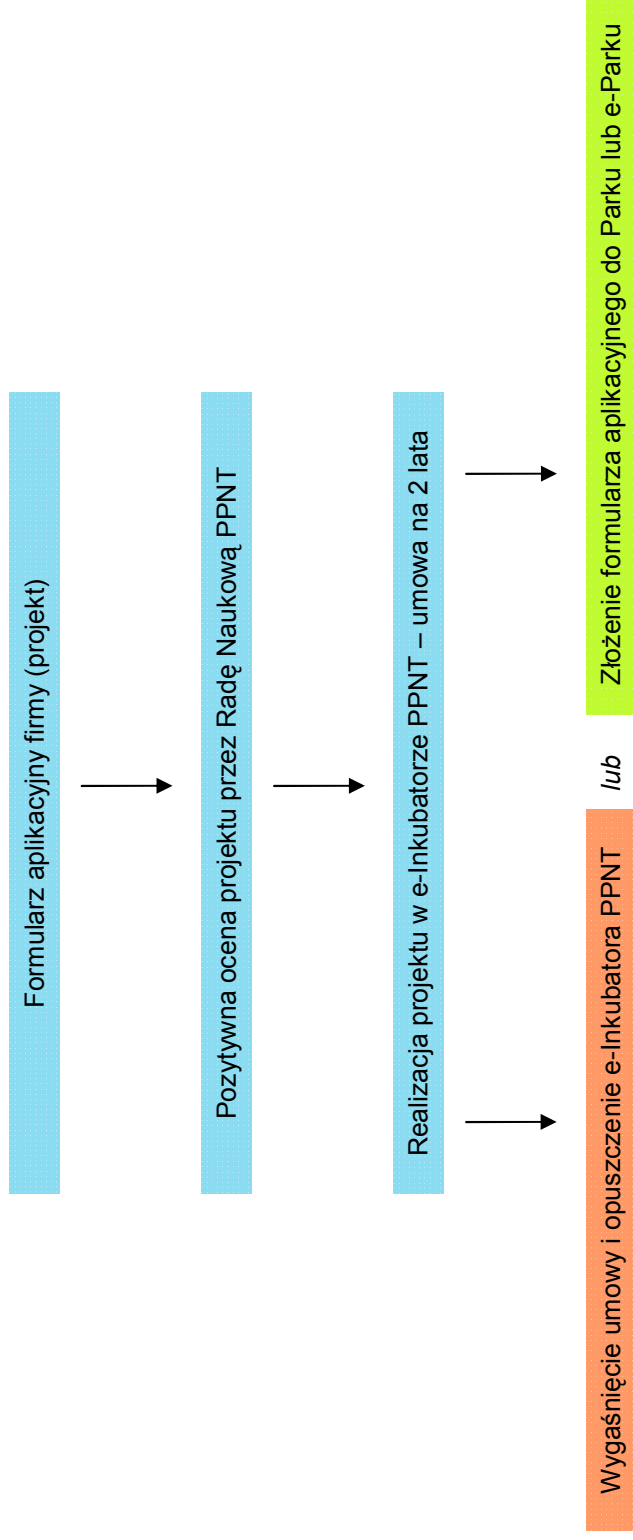 Formularz aplikacyjny firmy (projekt)
Pozytywna ocena projektu przez Radę Naukową PPNT
Realizacja projektu w e-Inkubatorze PPNT – umowa na 2 lata
Wygaśnięcie umowy i opuszczenie e-Inkubatora PPNT
lub
Złożenie formularza aplikacyjnego do Parku lub e-Parku